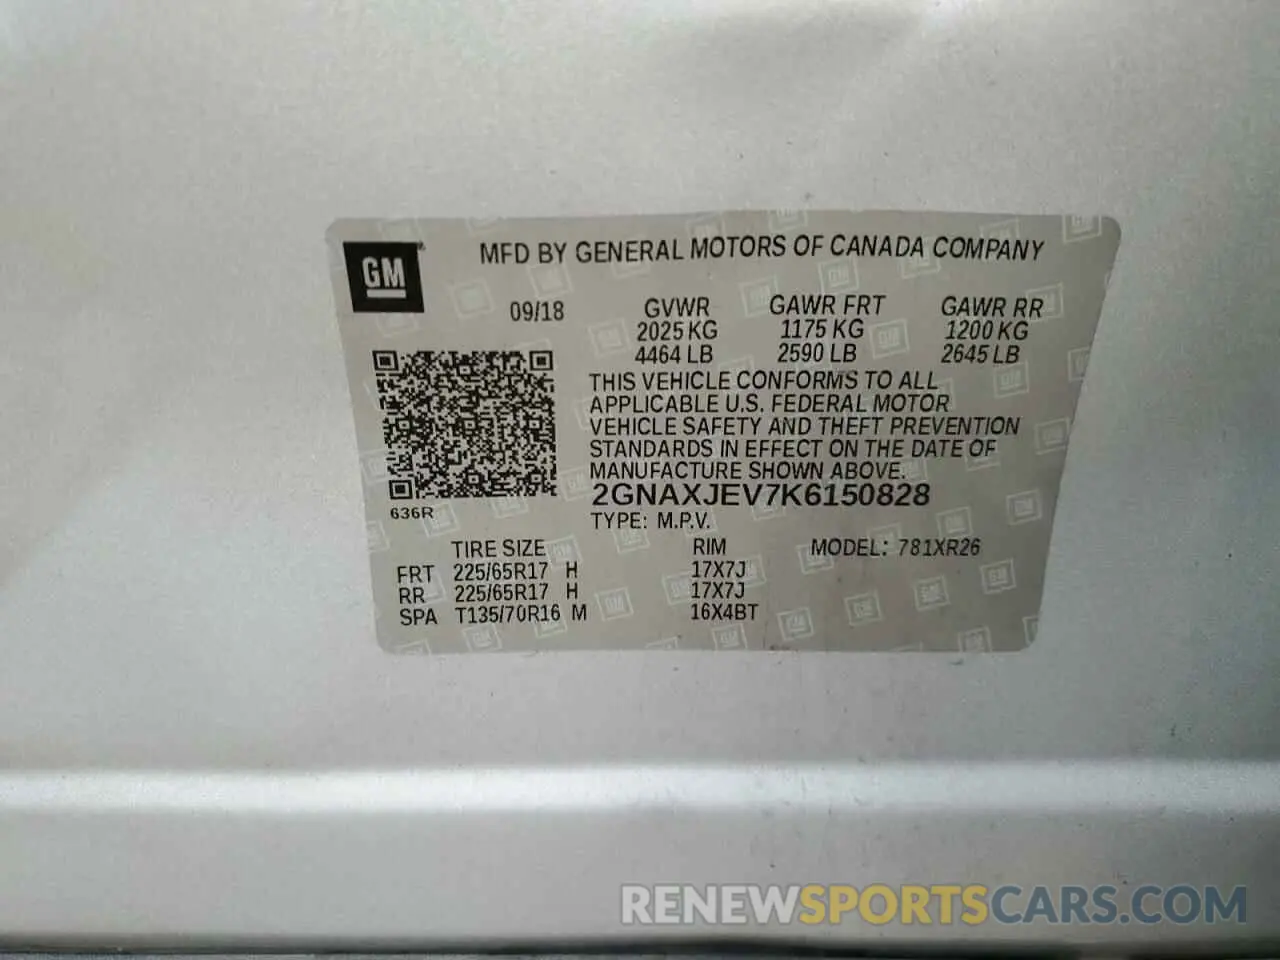 GM
MFD BY GENERAL MOTORS OF CANADA COMPANY
09/18 GVWR GAWR FRT GAWR RR
2025 KG 1175 KG 1200 KG
4464 LB 2590 LB 2645 LB
THIS VEHICLE CONFORMS TO ALL
APPLICABLE U.S. FEDERAL MOTOR
VEHICLE SAFETY AND THEFT PREVENTION
STANDARDS IN EFFECT ON THE DATE OF
MANUFACTURE SHOWN ABOVE.
2GNAXJEV7K6150828
636R
TYPE: M.P.V.
TIRE SIZE RIM MODEL: 781XR26
FRT 225/65R17 H 17X7J
RR 225/65R17 H 17X7J
SPA T135/70R16 M 16X4BT
RENEWSPORTSCARS.COM